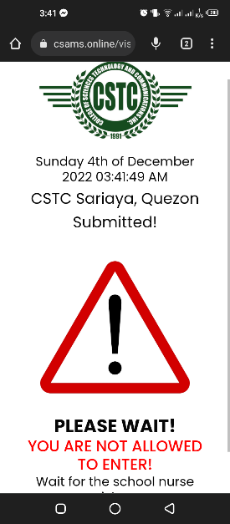 3:41
csams.online/vis
2
COLLEGE OF SCIENCES, TECHNOLOGY AND COMMUNICATIONS, INC.
CSTC
1991
Sunday 4th of December
2022 03:41:49 AM
CSTC Sariaya, Quezon
Submitted!
!
PLEASE WAIT!
YOU ARE NOT ALLOWED
TO ENTER!
Wait for the school nurse